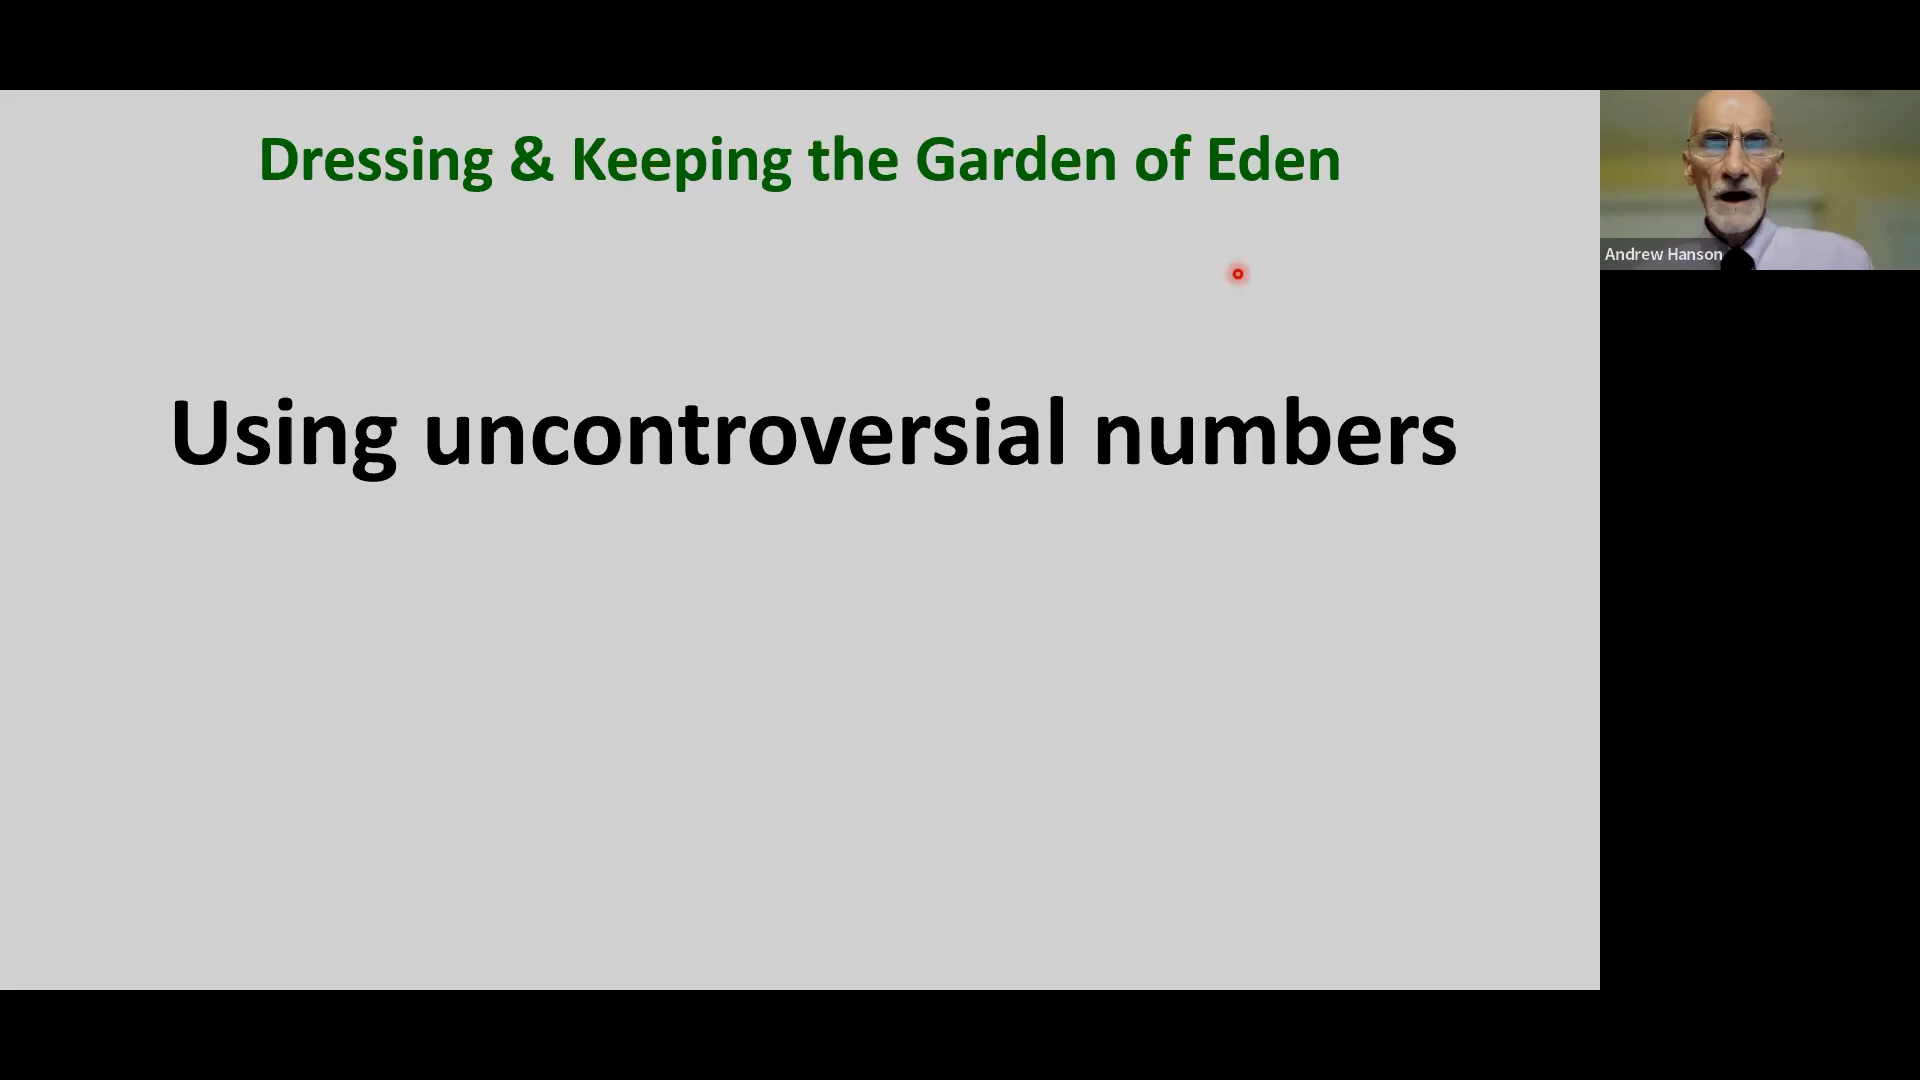 Dressing & Keeping the Garden of Eden
Using uncontroversial numbers
Andrew Hanson